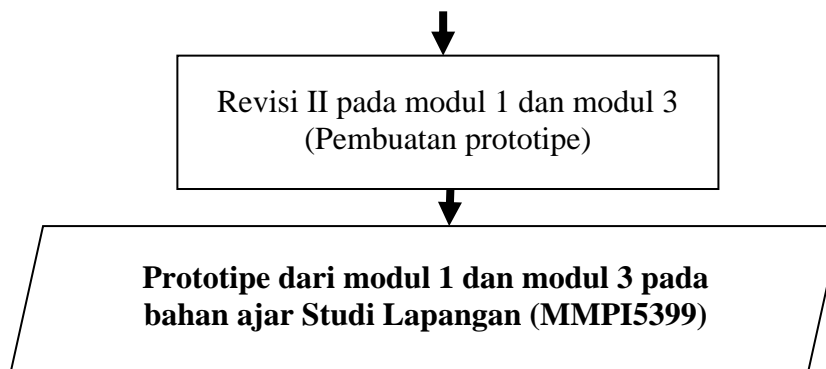 Revisi II pada modul 1 dan modul 3
(Pembuatan prototipe)
Prototipe dari modul 1 dan modul 3 pada
bahan ajar Studi Lapangan (MMPI5399)